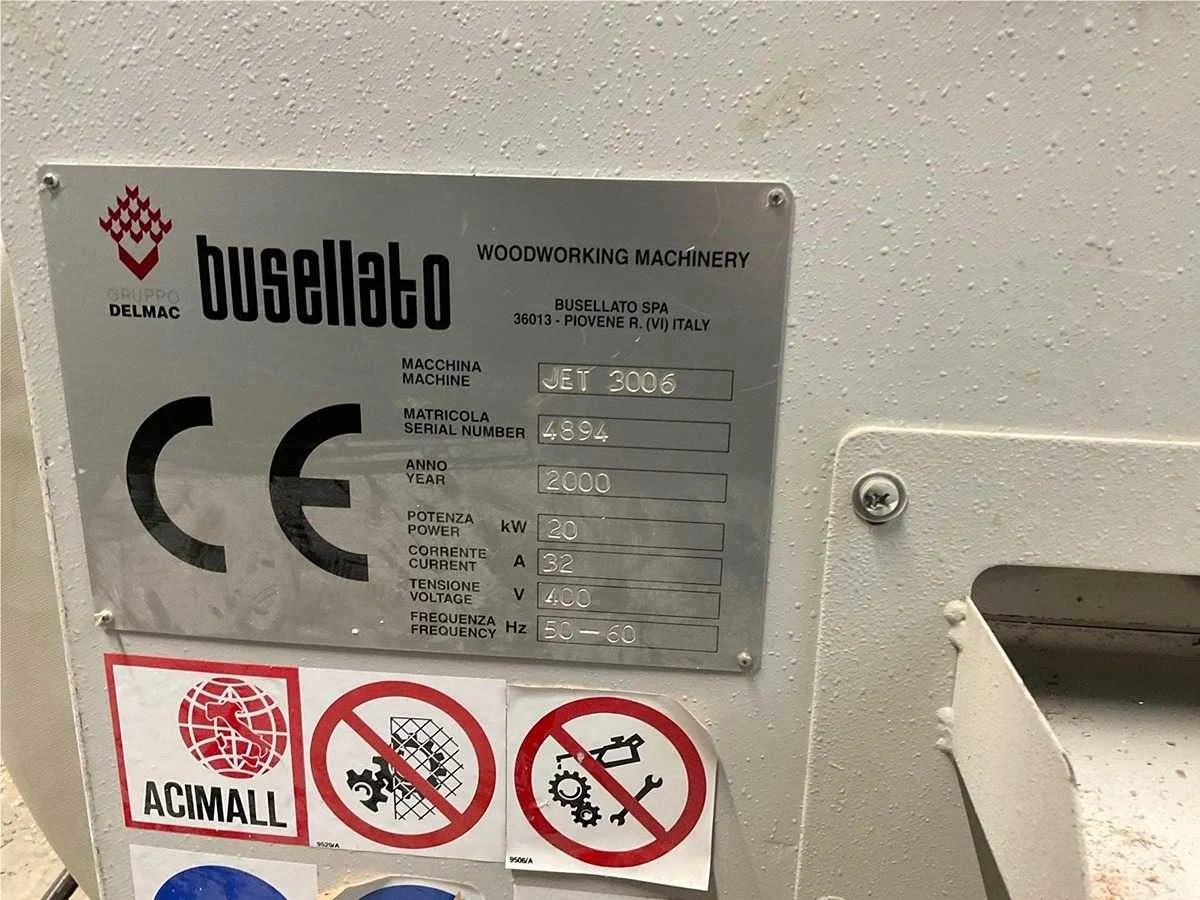 GRUPPO
DELMAC
busellato
WOODWORKING MACHINERY
BUSELLATO SPA
36013 - PIOVENE R. (VI) ITALY
MACCHINA
MACHINE
JET 3006
MATRICOLA
SERIAL NUMBER
4894
ANNO
YEAR
2000
POTENZA
POWER
kW
20
CORRENTE
CURRENT
A
32
TENSIONE
VOLTAGE
V
400
FREQUENZA
FREQUENCY
Hz
50-60
CE
ACIMALL
9529/A
9506/A